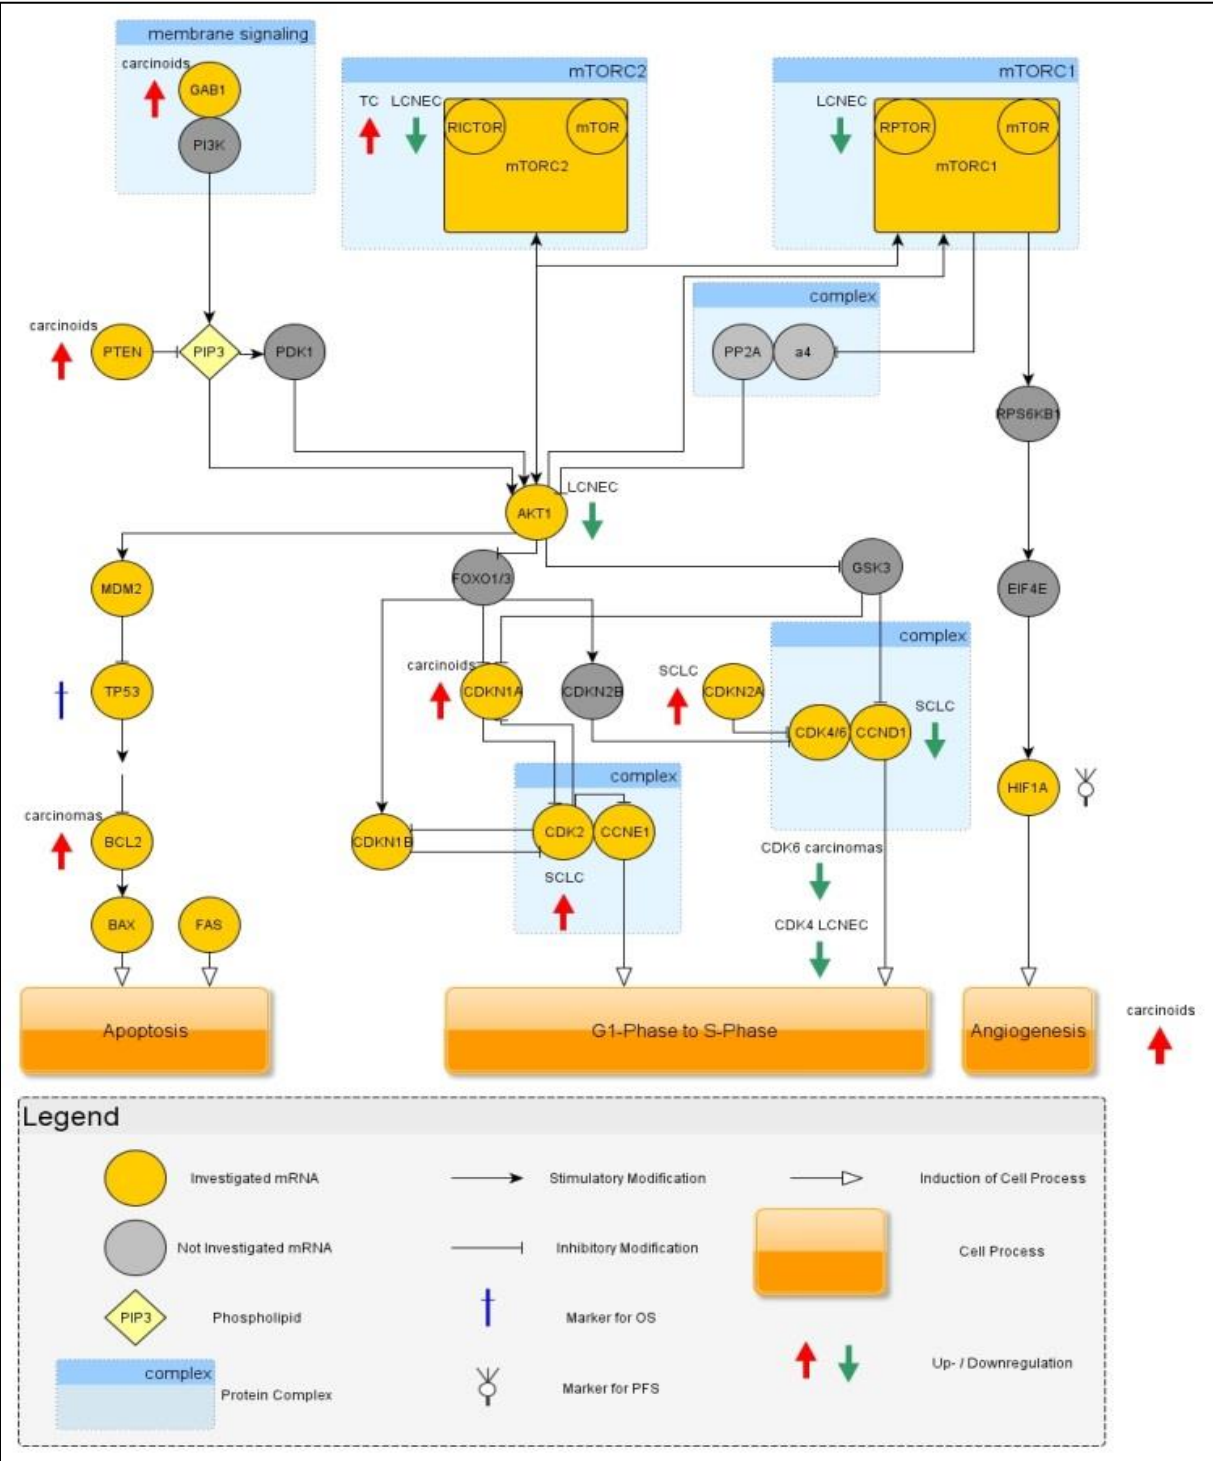 membrane signaling
carcinoids
GAB1
PI3K
mTORC2
TC LCNEC
RICTOR
mTOR
mTORC2
mTORC1
LCNEC
RPTOR
mTOR
mTORC1
complex
PP2A
a4
carcinoids
PTEN
PIP3
PDK1
RPS6KB1
LCNEC
AKT1
MDM2
FOXO1/3
GSK3
EIF4E
complex
carcinoids
CDKN1A
CDKN2B
SCLC
CDKN2A
TP53
CDK4/6
CCND1
SCLC
HIF1A
complex
carcinomas
BCL2
CDKN1B
CDK2
CCNE1
SCLC
CDK6 carcinomas
CDK4 LCNEC
BAX
FAS
Apoptosis
G1-Phase to S-Phase
Angiogenesis
carcinoids
Legend
Investigated mRNA
Stimulatory Modification
Induction of Cell Process
Not Investigated mRNA
Inhibitory Modification
Cell Process
PIP3
Phospholipid
Marker for OS
complex
Protein Complex
Marker for PFS
Up- / Downregulation